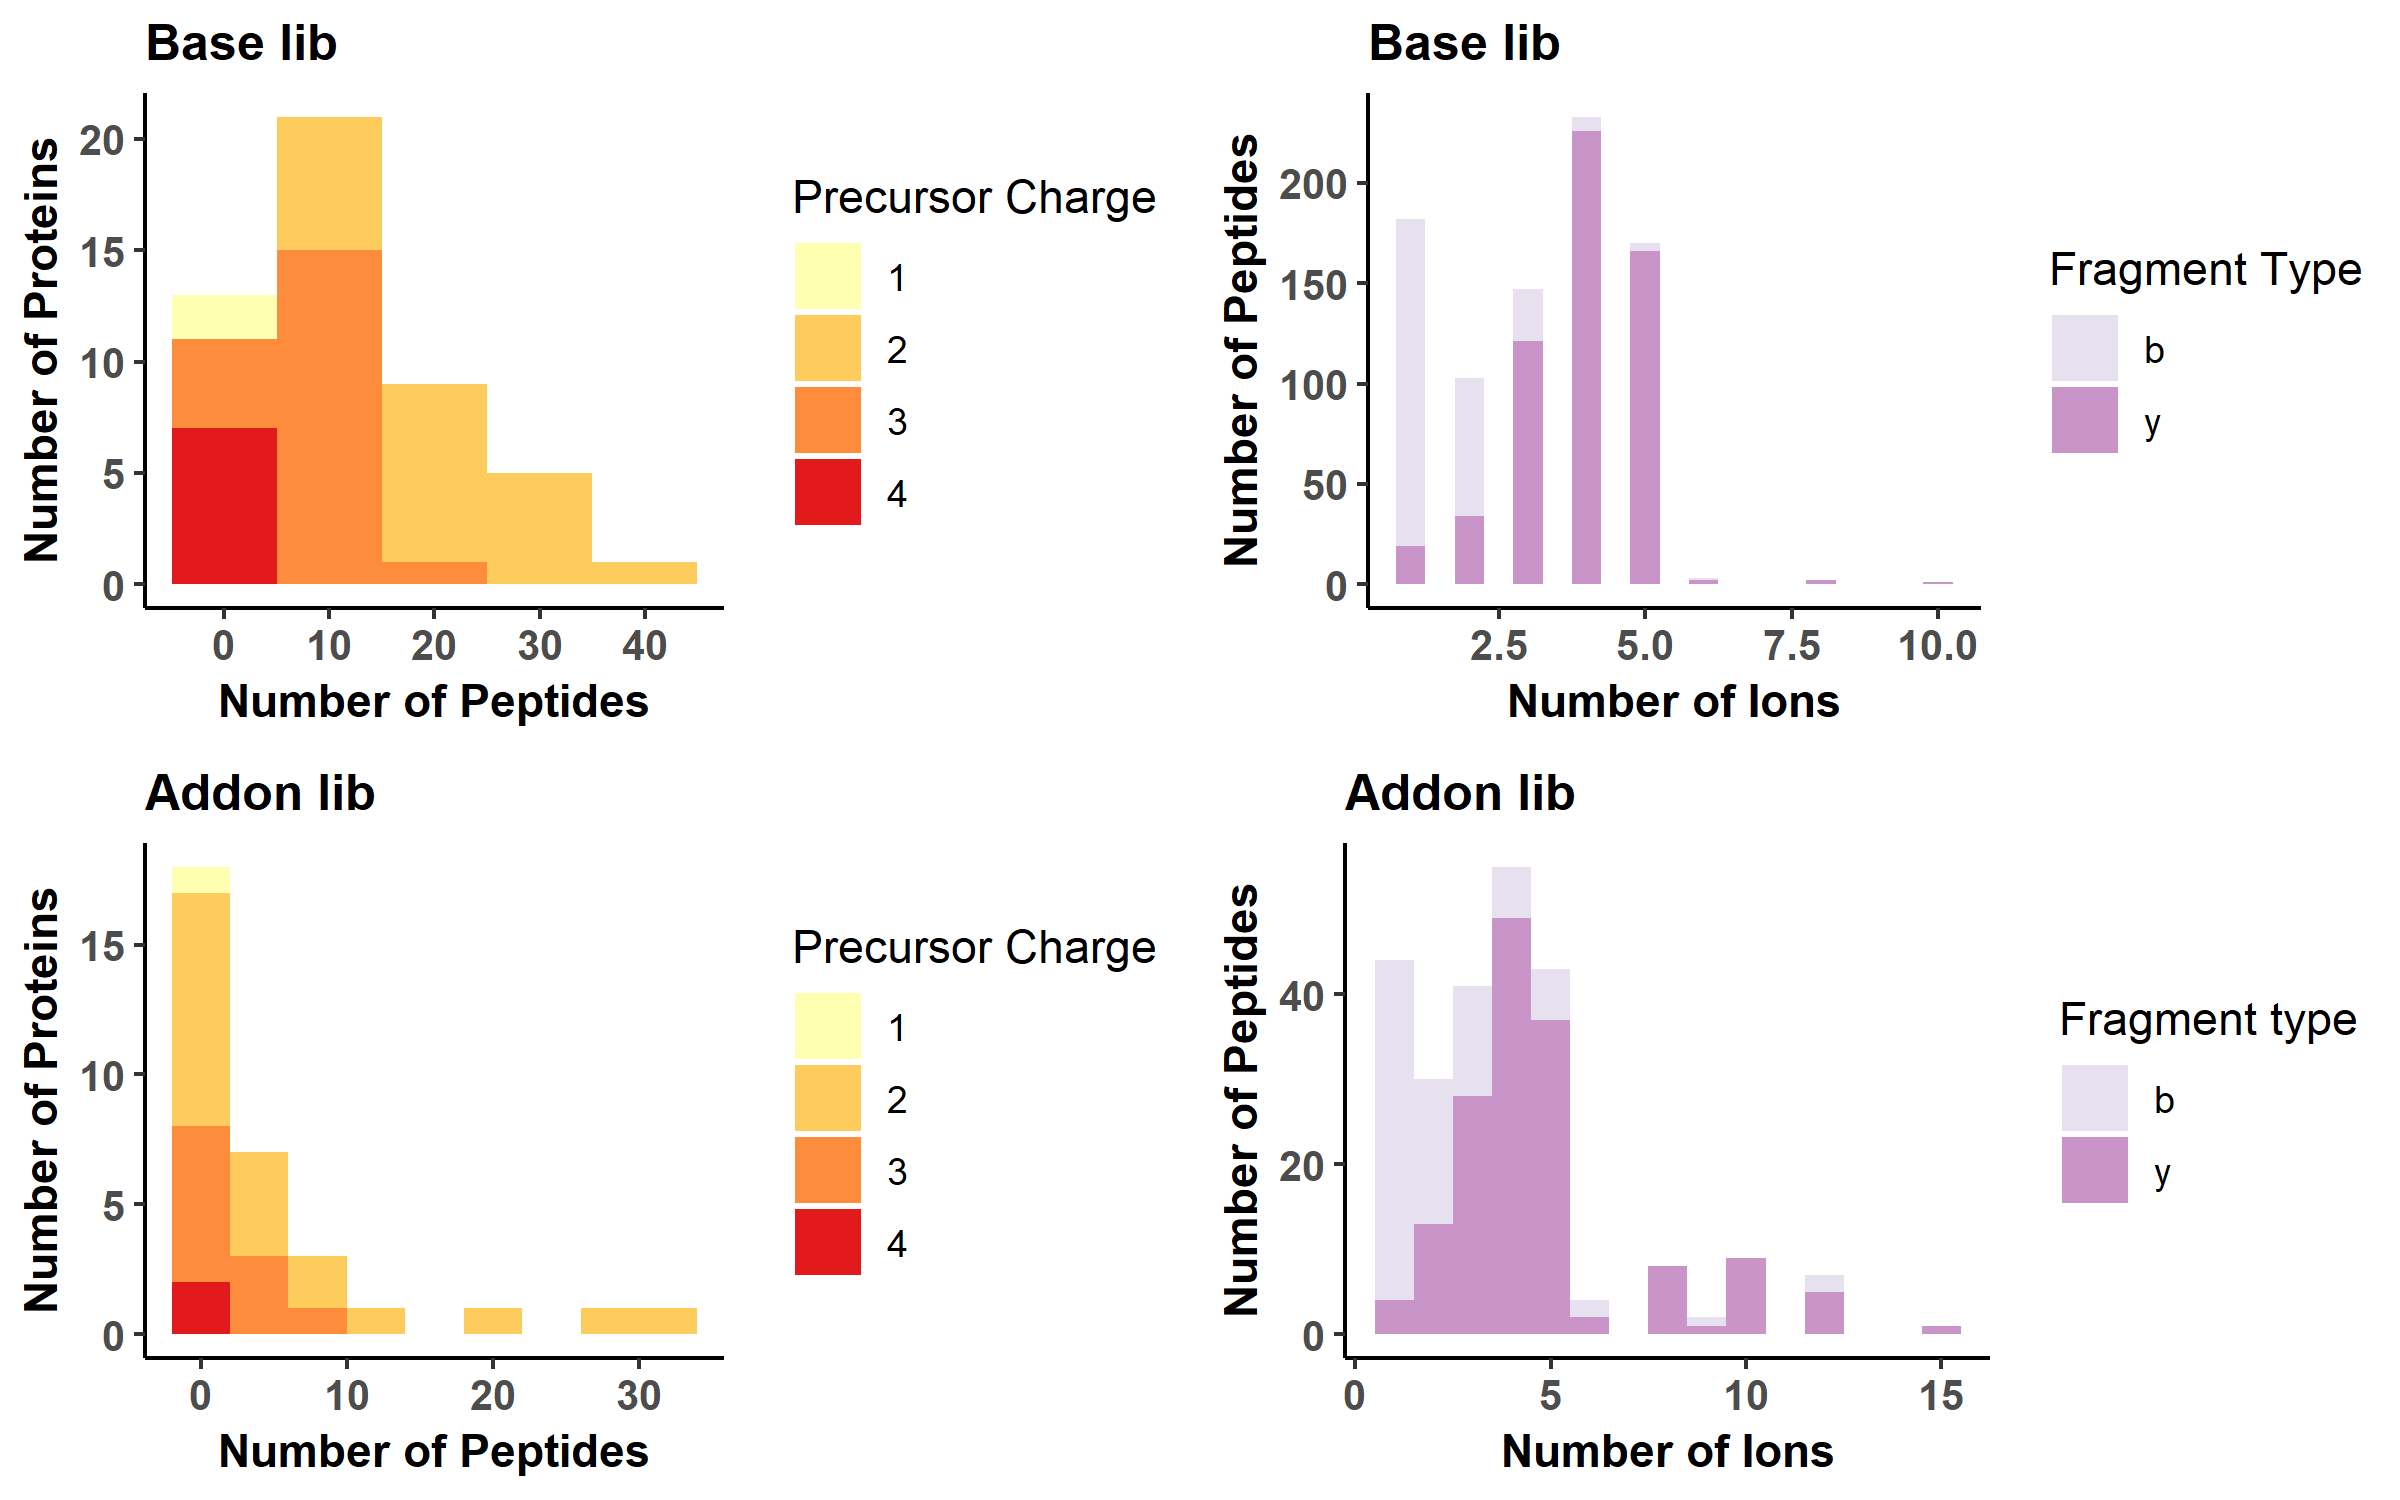 Base lib
Number of Proteins
20
15
10
5
0
0 10 20 30 40
Number of Peptides
Precursor Charge
1
2
3
4
Base lib
Number of Peptides
200
150
100
50
0
2.5 5.0 7.5 10.0
Number of Ions
Fragment Type
b
y
Addon lib
Number of Proteins
15
10
5
0
0 10 20 30
Number of Peptides
Precursor Charge
1
2
3
4
Addon lib
Number of Peptides
40
20
0
0 5 10 15
Number of Ions
Fragment type
b
y